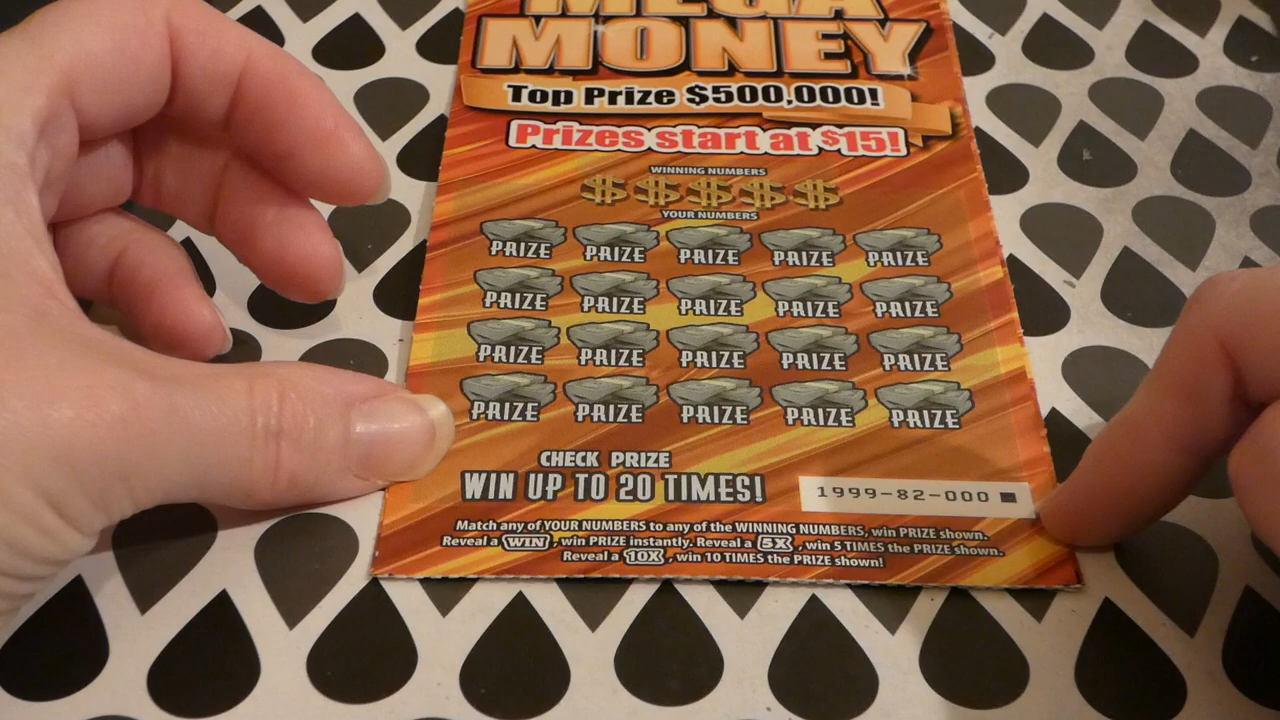 MEGA
MONEY
Top Prize $500,000!
Prizes start at $15!
WINNING NUMBERS
$ $ $ $ $
YOUR NUMBERS
PRIZE PRIZE PRIZE PRIZE PRIZE
PRIZE PRIZE PRIZE PRIZE PRIZE
PRIZE PRIZE PRIZE PRIZE PRIZE
PRIZE PRIZE PRIZE PRIZE PRIZE
CHECK PRIZE
WIN UP TO 20 TIMES!
1999-82-000
Match any of YOUR NUMBERS to any of the WINNING NUMBERS, win PRIZE shown.
Reveal a WIN, win PRIZE instantly. Reveal a 5X, win 5 TIMES the PRIZE shown.
Reveal a 10X, win 10 TIMES the PRIZE shown!